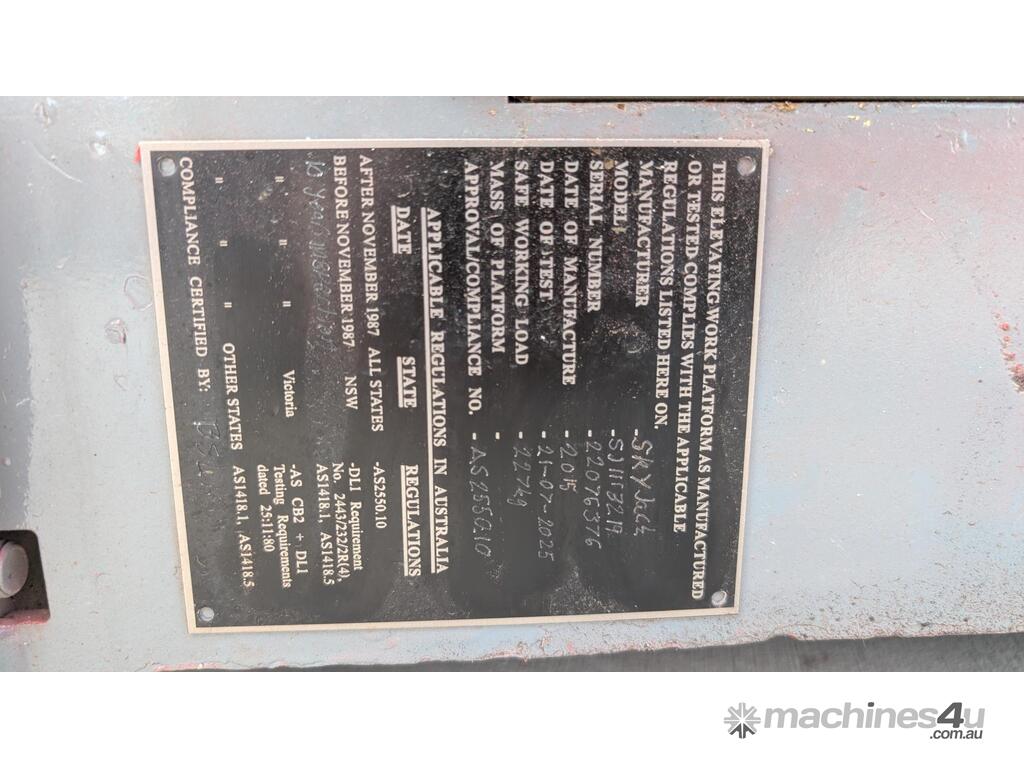 THIS ELEVATING WORK PLATFORM AS MANUFACTURED
OR TESTED COMPLIES WITH THE APPLICABLE
REGULATIONS LISTED HERE ON.
MANUFACTURER - SKYJack
MODEL - SJIII3219
SERIAL NUMBER - 22076376
DATE OF MANUFACTURE - 2015
DATE OF TEST - 21-07-2025
SAFE WORKING LOAD - 227kg
MASS OF PLATFORM -
APPROVAL/COMPLIANCE NO. - AS2550.10
APPLICABLE REGULATIONS IN AUSTRALIA
DATE STATE REGULATIONS
AFTER NOVEMBER 1987 ALL STATES -AS2550.10
BEFORE NOVEMBER 1987 NSW -DLI Requirement
No. 2443/232/2R(4),
AS1418.1, AS1418.5
10 year
" " Victoria -AS CB2 + DLI
Testing Requirements
dated 25:11:80
" " " OTHER STATES AS1418.1, AS1418.5
COMPLIANCE CERTIFIED BY:
machines4u
.com.au